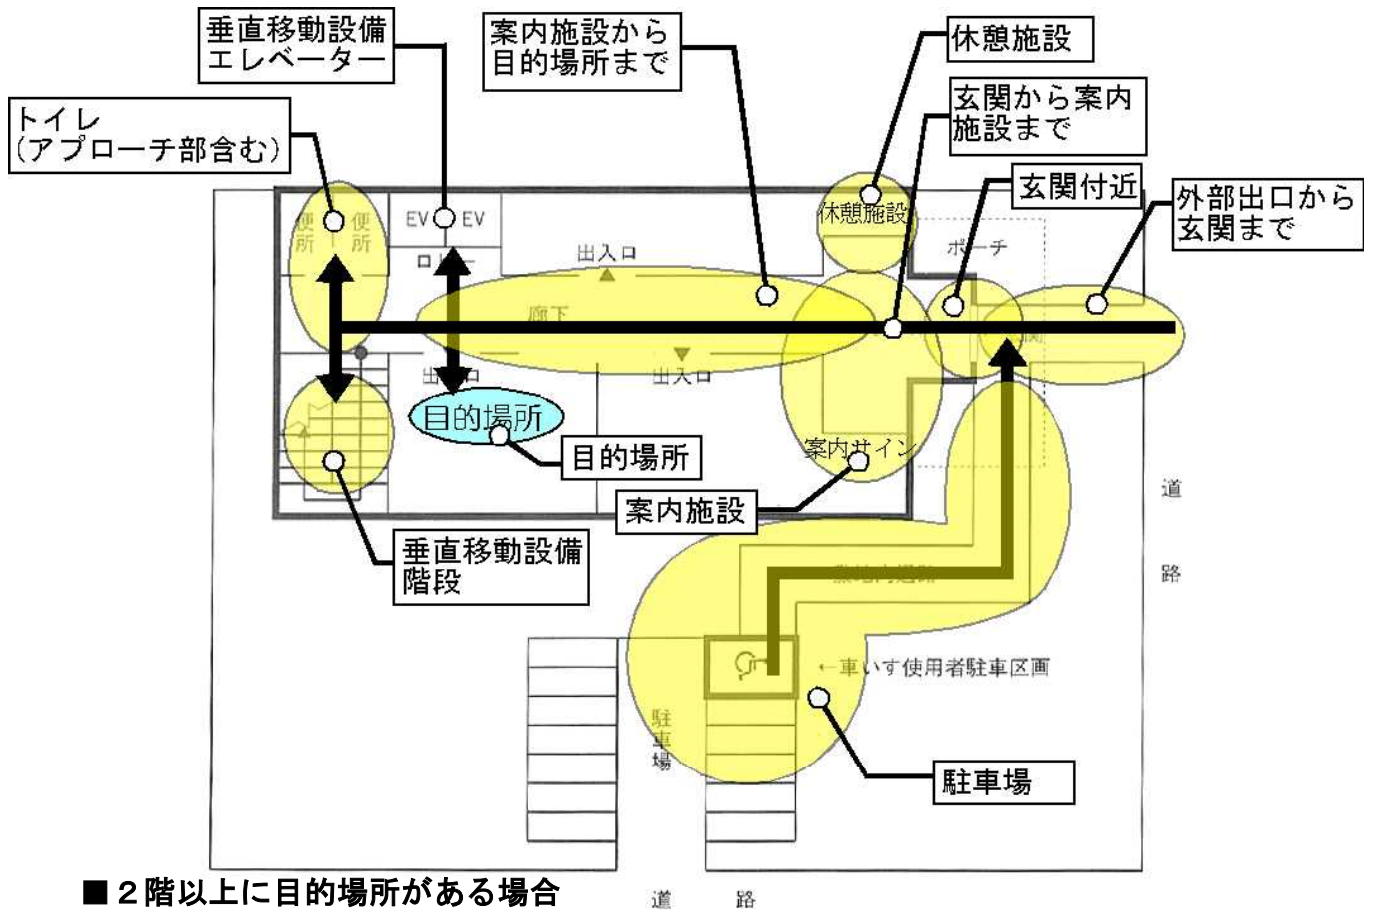 垂直移動設備
エレベーター
案内施設から
目的場所まで
休憩施設
玄関から案内
施設まで
トイレ
(アプローチ部含む)
玄関付近
外部出口から
玄関まで
便所
便所
EV
EV
休憩施設
ポーチ
出入口
廊下
出入口
目的場所
目的場所
案内サイン
案内施設
垂直移動設備
階段
道路
←車いす使用者駐車区画
駐車場
駐車場
■２階以上に目的場所がある場合
道路